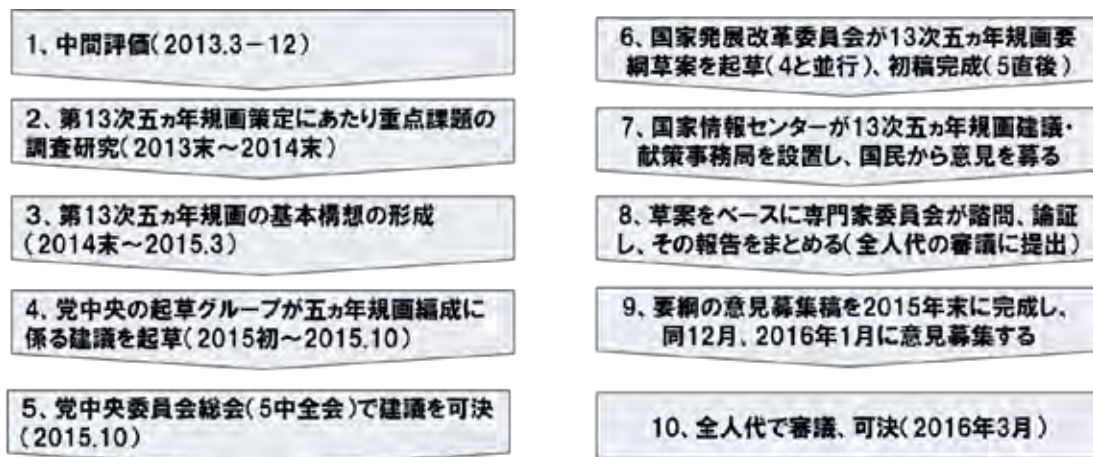 1、中間評価(2013.3－12)
2、第13次五ヵ年規画策定にあたり重点課題の
調査研究(2013末～2014末)
3、第13次五ヵ年規画の基本構想の形成
(2014末～2015.3)
4、党中央の起草グループが五ヵ年規画編成に
係る建議を起草(2015初～2015.10)
5、党中央委員会総会(5中全会)で建議を可決
(2015.10)
6、国家発展改革委員会が13次五ヵ年規画要
綱草案を起草(4と並行)、初稿完成(5直後)
7、国家情報センターが13次五ヵ年規画建議・
献策事務局を設置し、国民から意見を募る
8、草案をベースに専門家委員会が諮問、論証
し、その報告をまとめる(全人代の審議に提出)
9、要綱の意見募集稿を2015年末に完成し、
同12月、2016年1月に意見募集する
10、全人代で審議、可決(2016年3月)